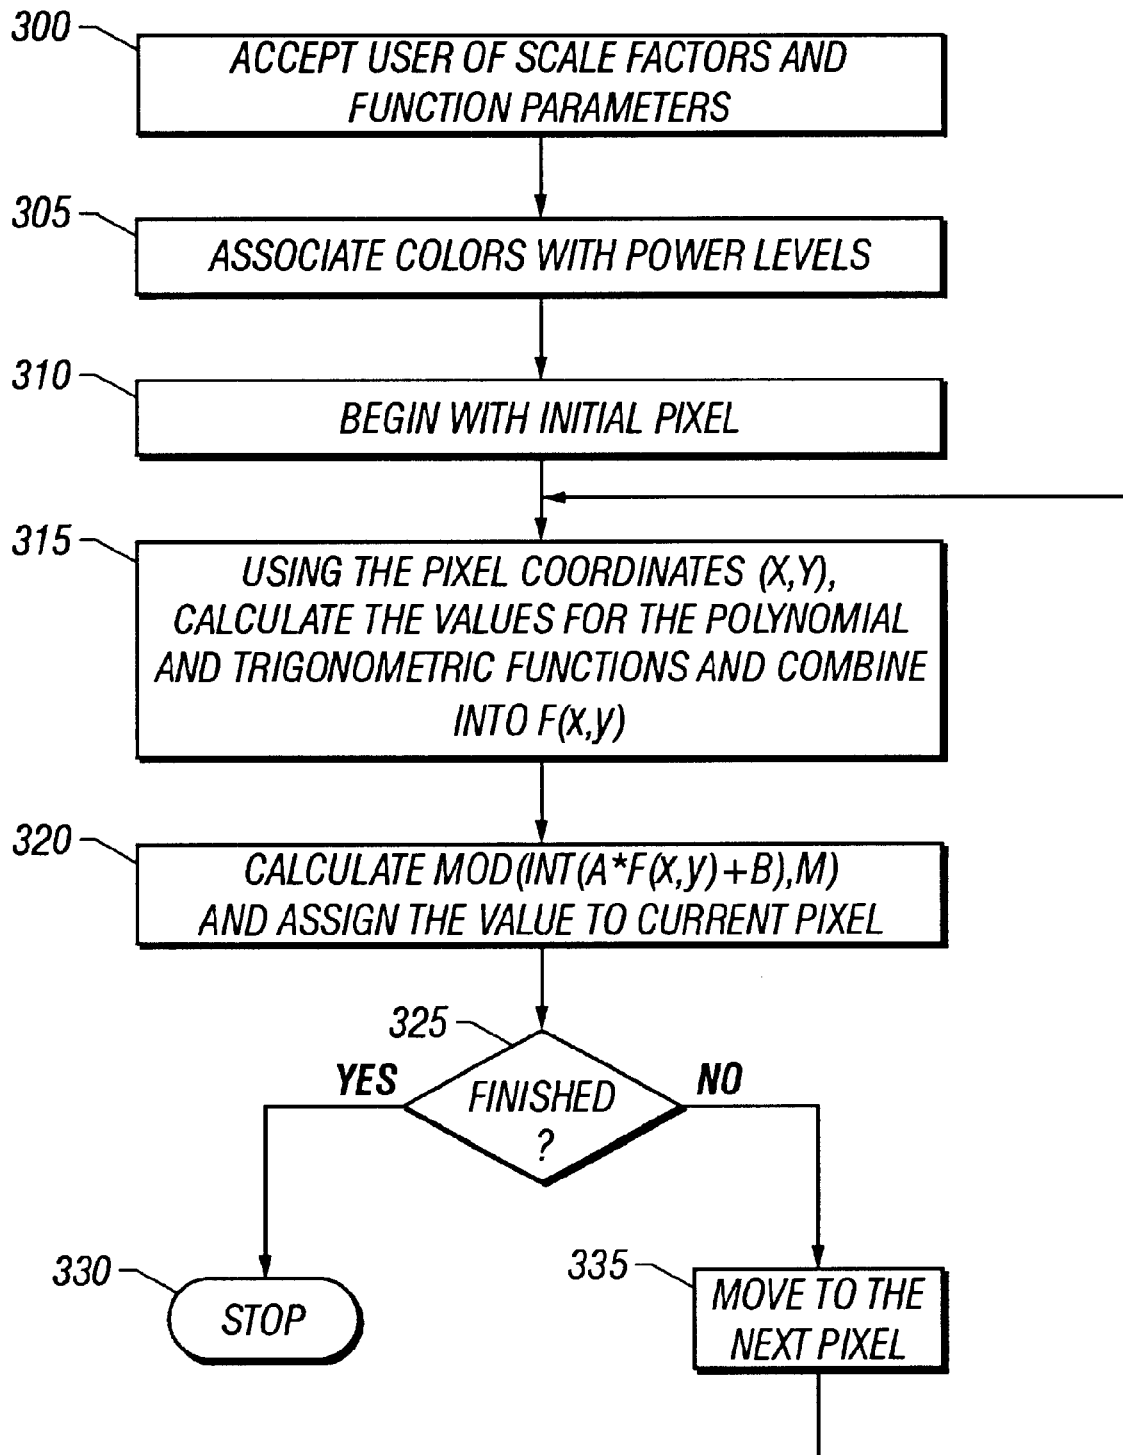 300
ACCEPT USER OF SCALE FACTORS AND
FUNCTION PARAMETERS
305
ASSOCIATE COLORS WITH POWER LEVELS
310
BEGIN WITH INITIAL PIXEL
315
USING THE PIXEL COORDINATES (X,Y),
CALCULATE THE VALUES FOR THE POLYNOMIAL
AND TRIGONOMETRIC FUNCTIONS AND COMBINE
INTO F(x,y)
320
CALCULATE MOD(INT(A*F(x,y)+B),M)
AND ASSIGN THE VALUE TO CURRENT PIXEL
325
YES
FINISHED
?
NO
330
STOP
335
MOVE TO THE
NEXT PIXEL